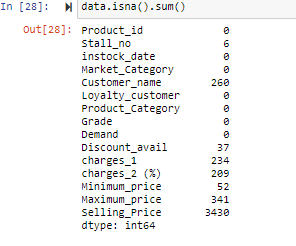 In [28]: data.isna().sum()
Out[28]: Product_id 0
Stall_no 6
instock_date 0
Market_Category 0
Customer_name 260
Loyalty_customer 0
Product_Category 0
Grade 0
Demand 0
Discount_avail 37
charges_1 234
charges_2 (%) 209
Minimum_price 52
Maximum_price 341
Selling_Price 3430
dtype: int64